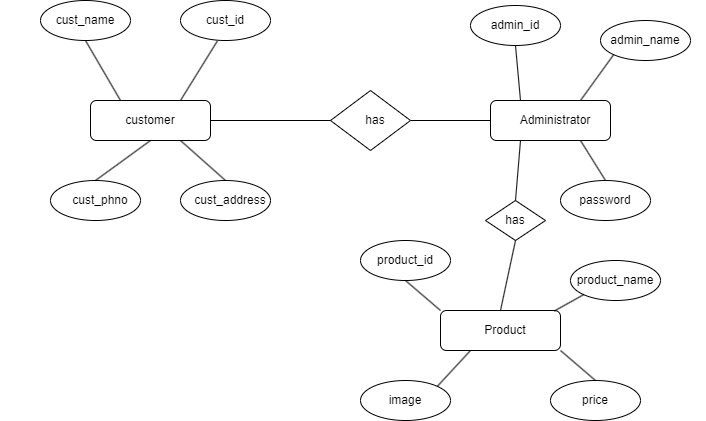 cust_name
cust_id
admin_id
admin_name
customer
has
Administrator
cust_phno
cust_address
password
has
product_id
product_name
Product
image
price